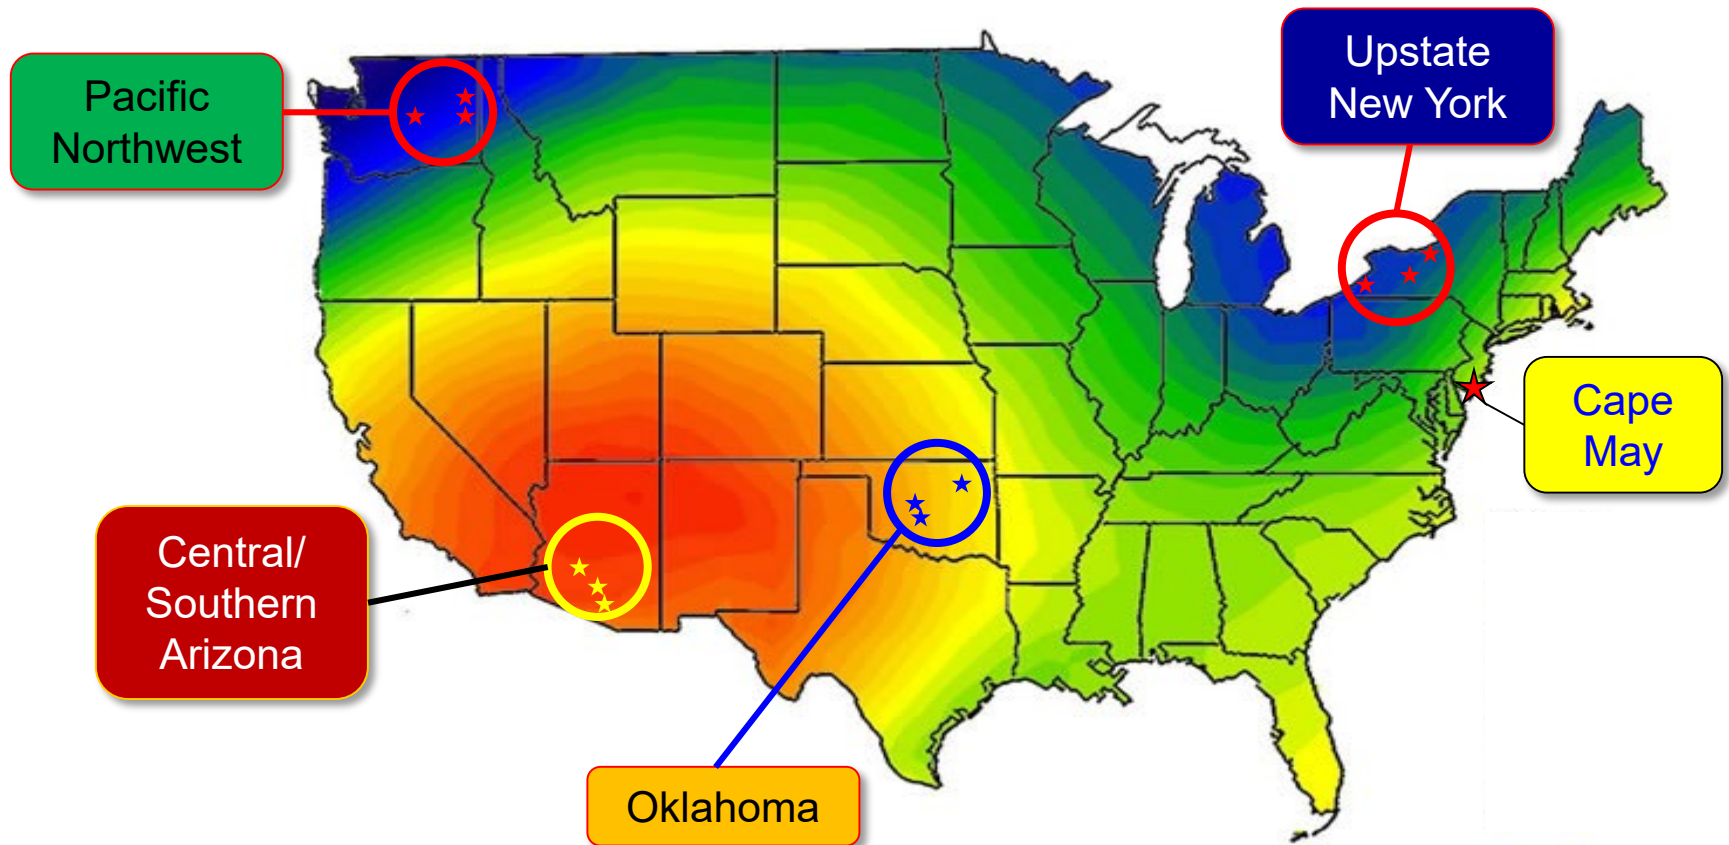 Pacific
Northwest
Upstate
New York
Cape
May
Central/
Southern
Arizona
Oklahoma